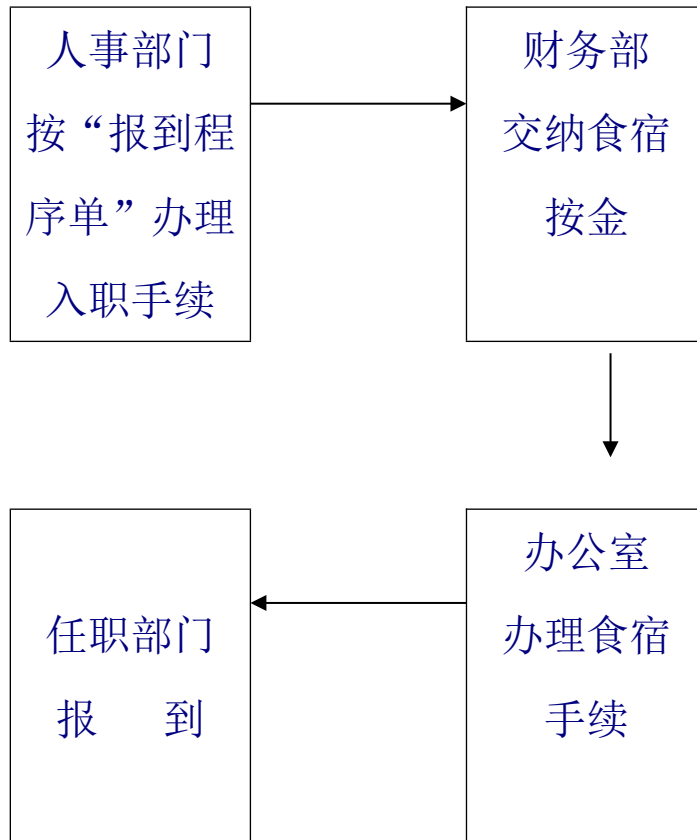 人事部门
按“报到程
序单”办理
入职手续
财务部
交纳食宿
按金
办公室
办理食宿
手续
任职部门
报 到